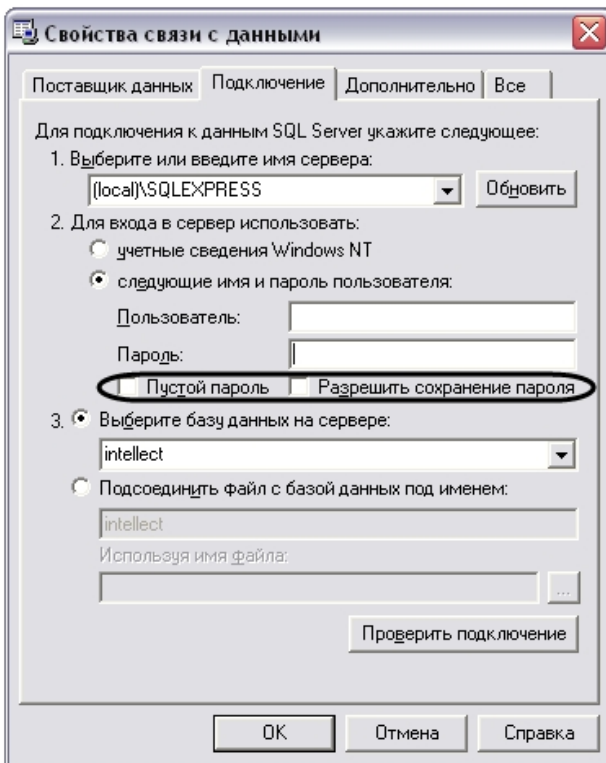 Свойства связи с данными
Поставщик данных Подключение Дополнительно Все
Для подключения к данным SQL Server укажите следующее:
1. Выберите или введите имя сервера:
(local)\SQLEXPRESS Обновить
2. Для входа в сервер использовать:
учетные сведения Windows NT
следующие имя и пароль пользователя:
Пользователь:
Пароль:
Пустой пароль Разрешить сохранение пароля
3. Выберите базу данных на сервере:
intellect
Подсоединить файл с базой данных под именем:
intellect
Используя имя файла:
...
Проверить подключение
OK Отмена Справка